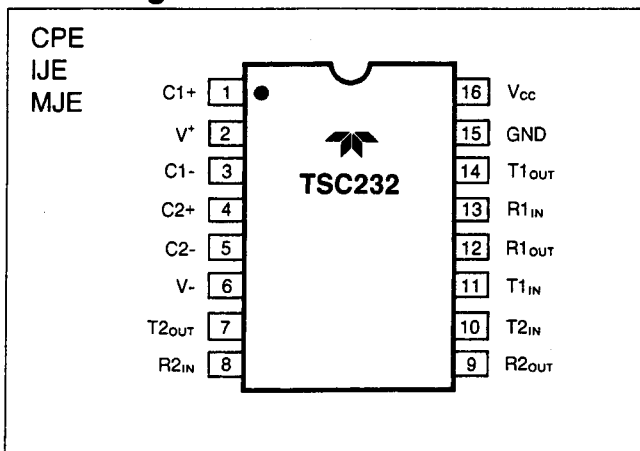 CPE
IJE
MJE
C1+ 1
V+ 2
C1- 3
C2+ 4
C2- 5
V- 6
T2OUT 7
R2IN 8
TSC232
16 VCC
15 GND
14 T1OUT
13 R1IN
12 R1OUT
11 T1IN
10 T2IN
9 R2OUT